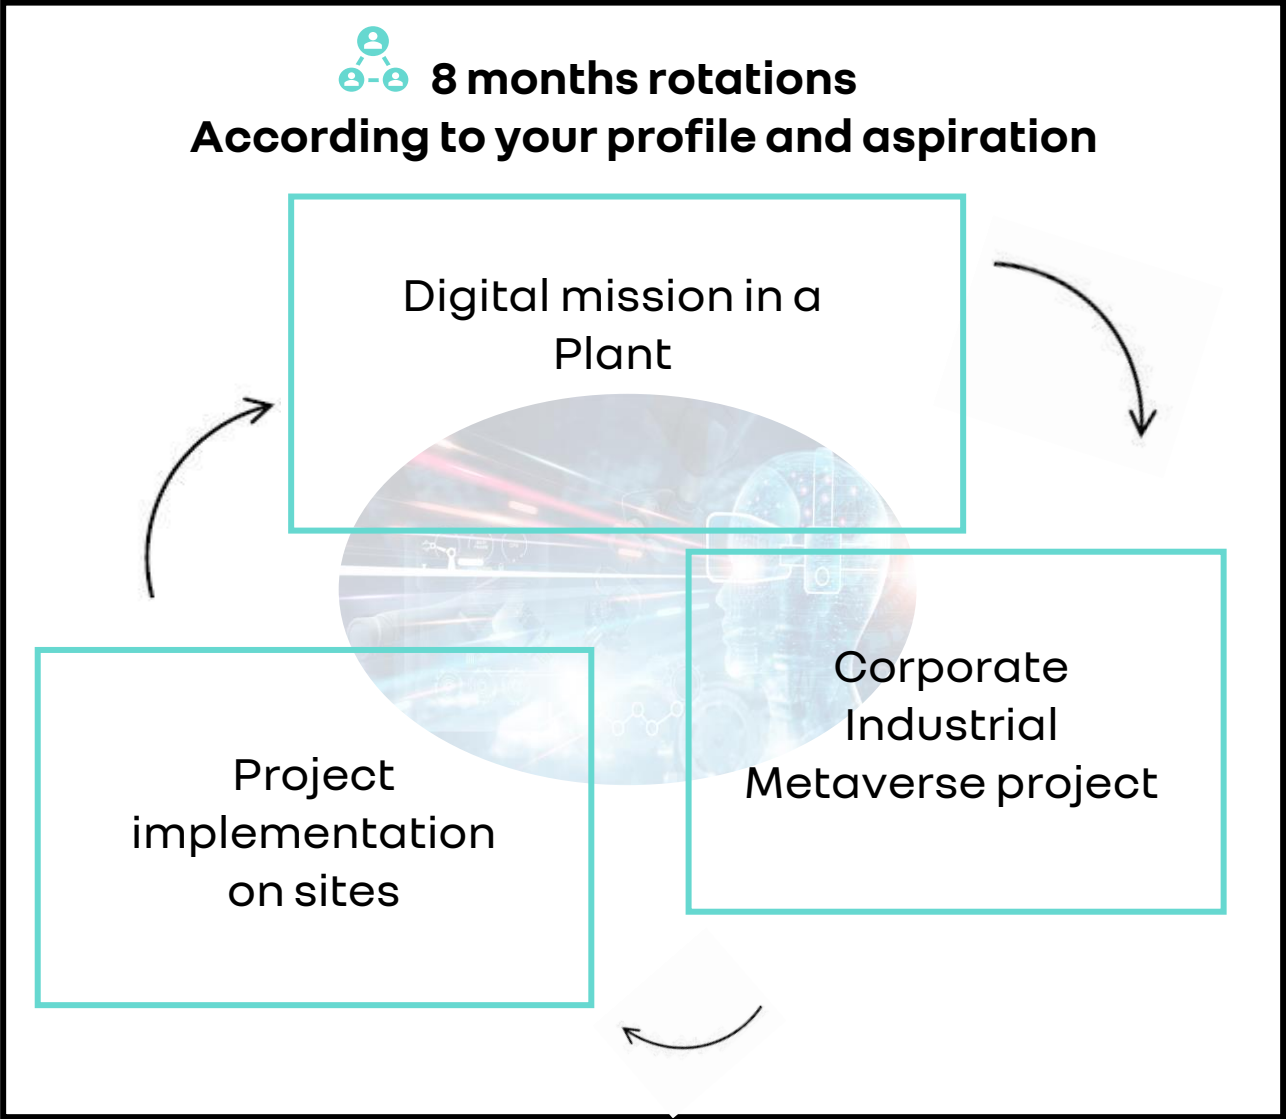 8 months rotations
According to your profile and aspiration
Digital mission in a
Plant
Corporate
Industrial
Metaverse project
Project
implementation
on sites